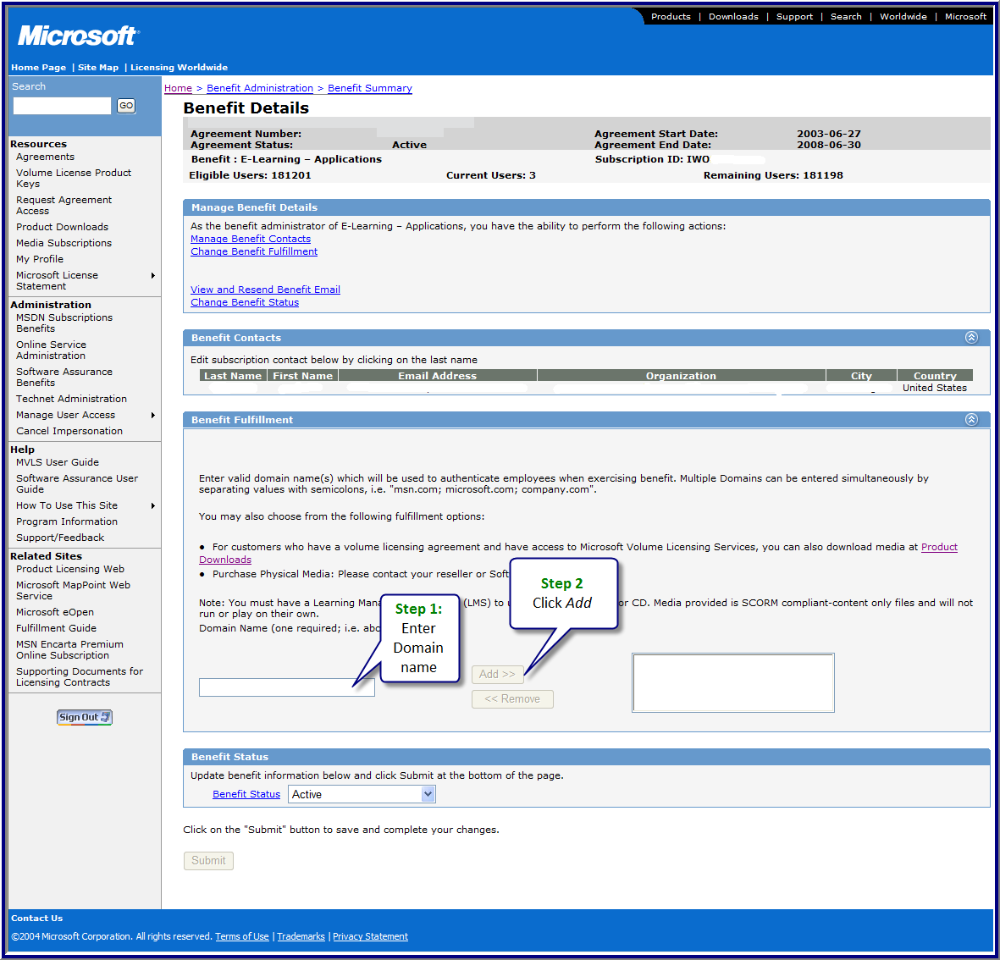 Products | Downloads | Support | Search | Worldwide | Microsoft
Microsoft
Home Page | Site Map | Licensing Worldwide
Search
GO
Resources
Agreements
Volume License Product
Keys
Request Agreement
Access
Product Downloads
Media Subscriptions
My Profile
Microsoft License
Statement
Administration
MSDN Subscriptions
Benefits
Online Service
Administration
Software Assurance
Benefits
Technet Administration
Manage User Access
Cancel Impersonation
Help
MVLS User Guide
Software Assurance User
Guide
How To Use This Site
Program Information
Support/Feedback
Related Sites
Product Licensing Web
Microsoft MapPoint Web
Service
Microsoft eOpen
Fulfillment Guide
MSN Encarta Premium
Online Subscription
Supporting Documents for
Licensing Contracts
Sign Out
Home > Benefit Administration > Benefit Summary
Benefit Details
Agreement Number: Agreement Start Date: 2003-06-27
Agreement Status: Active Agreement End Date: 2008-06-30
Benefit : E-Learning – Applications Subscription ID: IWO
Eligible Users: 181201 Current Users: 3 Remaining Users: 181198
Manage Benefit Details
As the benefit administrator of E-Learning – Applications, you have the ability to perform the following actions:
Manage Benefit Contacts
Change Benefit Fulfillment
View and Resend Benefit Email
Change Benefit Status
Benefit Contacts
Edit subscription contact below by clicking on the last name
Last Name First Name Email Address Organization City Country
United States
Benefit Fulfillment
Enter valid domain name(s) which will be used to authenticate employees when exercising benefit. Multiple Domains can be entered simultaneously by
separating values with semicolons, i.e. "msn.com; microsoft.com; company.com".
You may also choose from the following fulfillment options:
• For customers who have a volume licensing agreement and have access to Microsoft Volume Licensing Services, you can also download media at Product
Downloads
• Purchase Physical Media: Please contact your reseller or Soft
Note: You must have a Learning Mana (LMS) to u or CD. Media provided is SCORM compliant-content only files and will not
run or play on their own.
Domain Name (one required; i.e. abo
Step 1:
Enter
Domain
name
Step 2
Click Add
Add >>
<< Remove
Benefit Status
Update benefit information below and click Submit at the bottom of the page.
Benefit Status Active
Click on the "Submit" button to save and complete your changes.
Submit
Contact Us
©2004 Microsoft Corporation. All rights reserved. Terms of Use | Trademarks | Privacy Statement